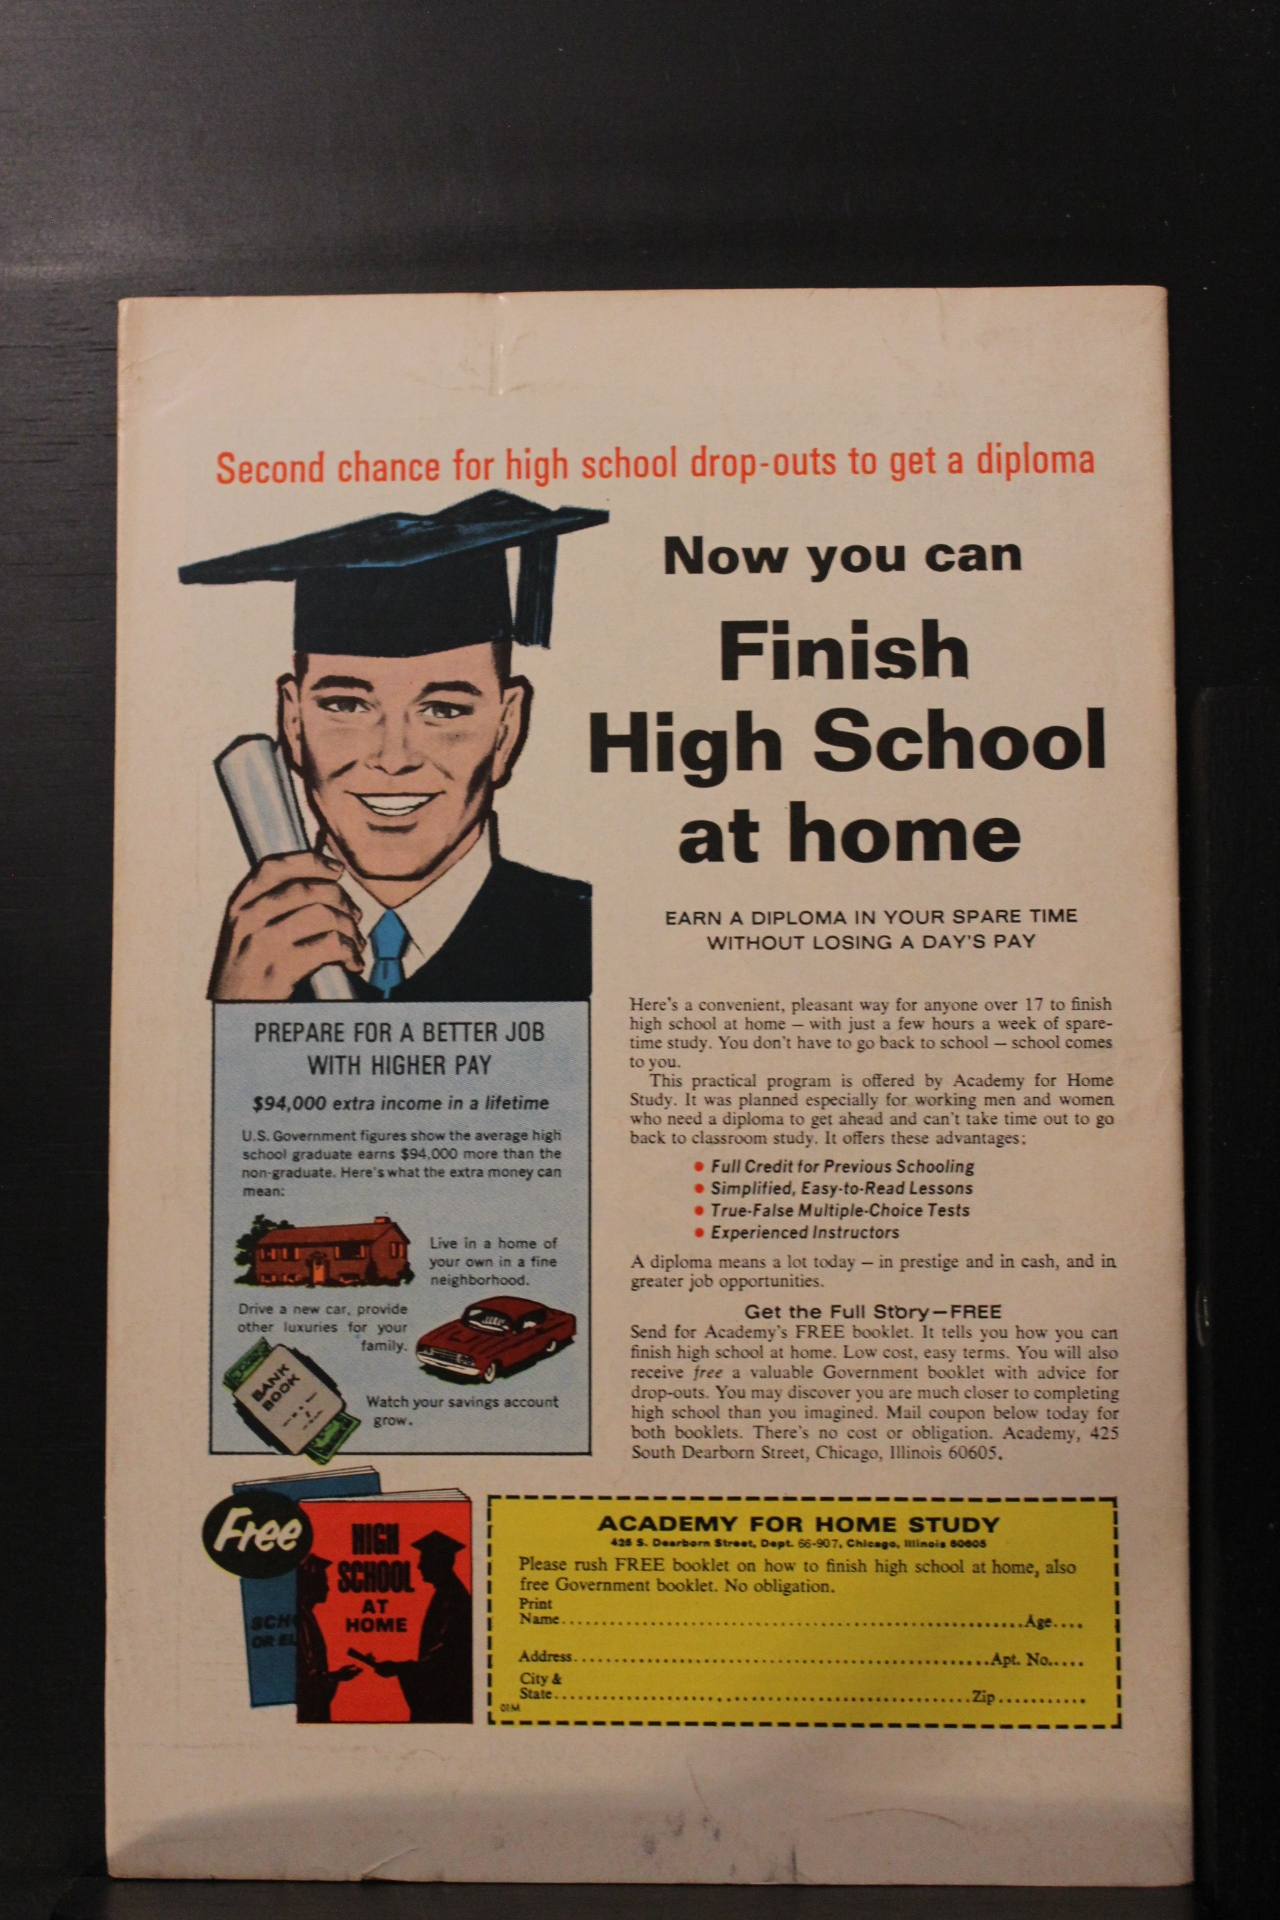 Second chance for high school drop-outs to get a diploma
Now you can
Finish
High School
at home
EARN A DIPLOMA IN YOUR SPARE TIME
WITHOUT LOSING A DAY'S PAY
PREPARE FOR A BETTER JOB
WITH HIGHER PAY
$94,000 extra income in a lifetime
U.S. Government figures show the average high
school graduate earns $94,000 more than the
non-graduate. Here's what the extra money can
mean:
Live in a home of
your own in a fine
neighborhood.
Drive a new car, provide
other luxuries for your
family.
BANK
BOOK
Watch your savings account
grow.
Here's a convenient, pleasant way for anyone over 17 to finish
high school at home — with just a few hours a week of spare-
time study. You don't have to go back to school — school comes
to you.
This practical program is offered by Academy for Home
Study. It was planned especially for working men and women
who need a diploma to get ahead and can't take time out to go
back to classroom study. It offers these advantages:
• Full Credit for Previous Schooling
• Simplified, Easy-to-Read Lessons
• True-False Multiple-Choice Tests
• Experienced Instructors
A diploma means a lot today — in prestige and in cash, and in
greater job opportunities.
Get the Full Story—FREE
Send for Academy's FREE booklet. It tells you how you can
finish high school at home. Low cost, easy terms. You will also
receive free a valuable Government booklet with advice for
drop-outs. You may discover you are much closer to completing
high school than you imagined. Mail coupon below today for
both booklets. There's no cost or obligation. Academy, 425
South Dearborn Street, Chicago, Illinois 60605.
Free
SCH
OR EL
HIGH
SCHOOL
AT
HOME
ACADEMY FOR HOME STUDY
425 S. Dearborn Street, Dept. 66-907, Chicago, Illinois 60605
Please rush FREE booklet on how to finish high school at home, also
free Government booklet. No obligation.
Print
Name..........Age....
Address..........Apt. No.....
City &
State..........Zip...........
01M